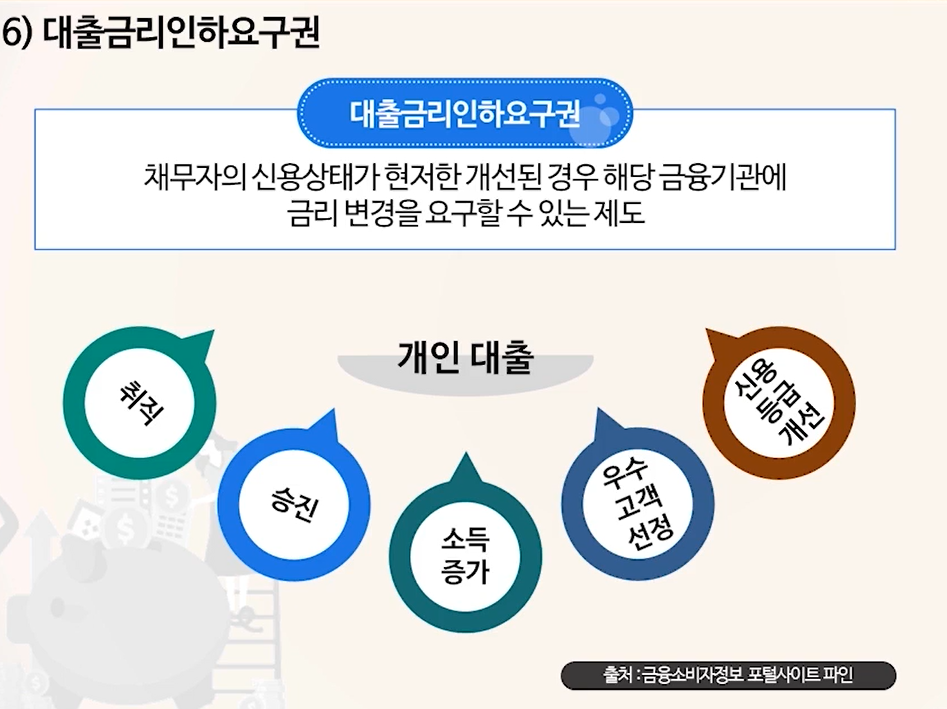 6) 대출금리인하요구권
대출금리인하요구권
채무자의 신용상태가 현저한 개선된 경우 해당 금융기관에
금리 변경을 요구할 수 있는 제도
개인 대출
취직
승진
소득
증가
우수
고객
선정
신용
등급
개선
출처 : 금융소비자정보 포털사이트 파인